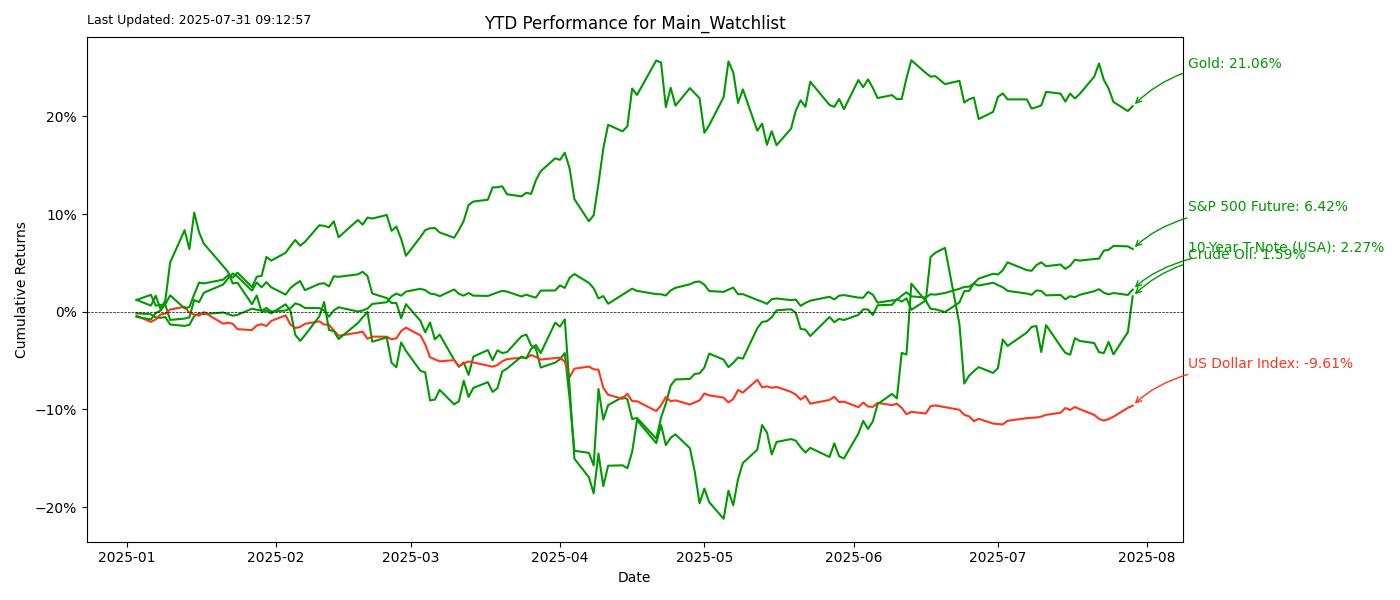 Last Updated: 2025-07-31 09:12:57
YTD Performance for Main_Watchlist
Gold: 21.06%
S&P 500 Future: 6.42%
10-Year T-Note (USA): 2.27%
Crude Oil: 1.59%
US Dollar Index: -9.61%
Cumulative Returns
20%
10%
0%
−10%
−20%
2025-01
2025-02
2025-03
2025-04
2025-05
2025-06
2025-07
2025-08
Date